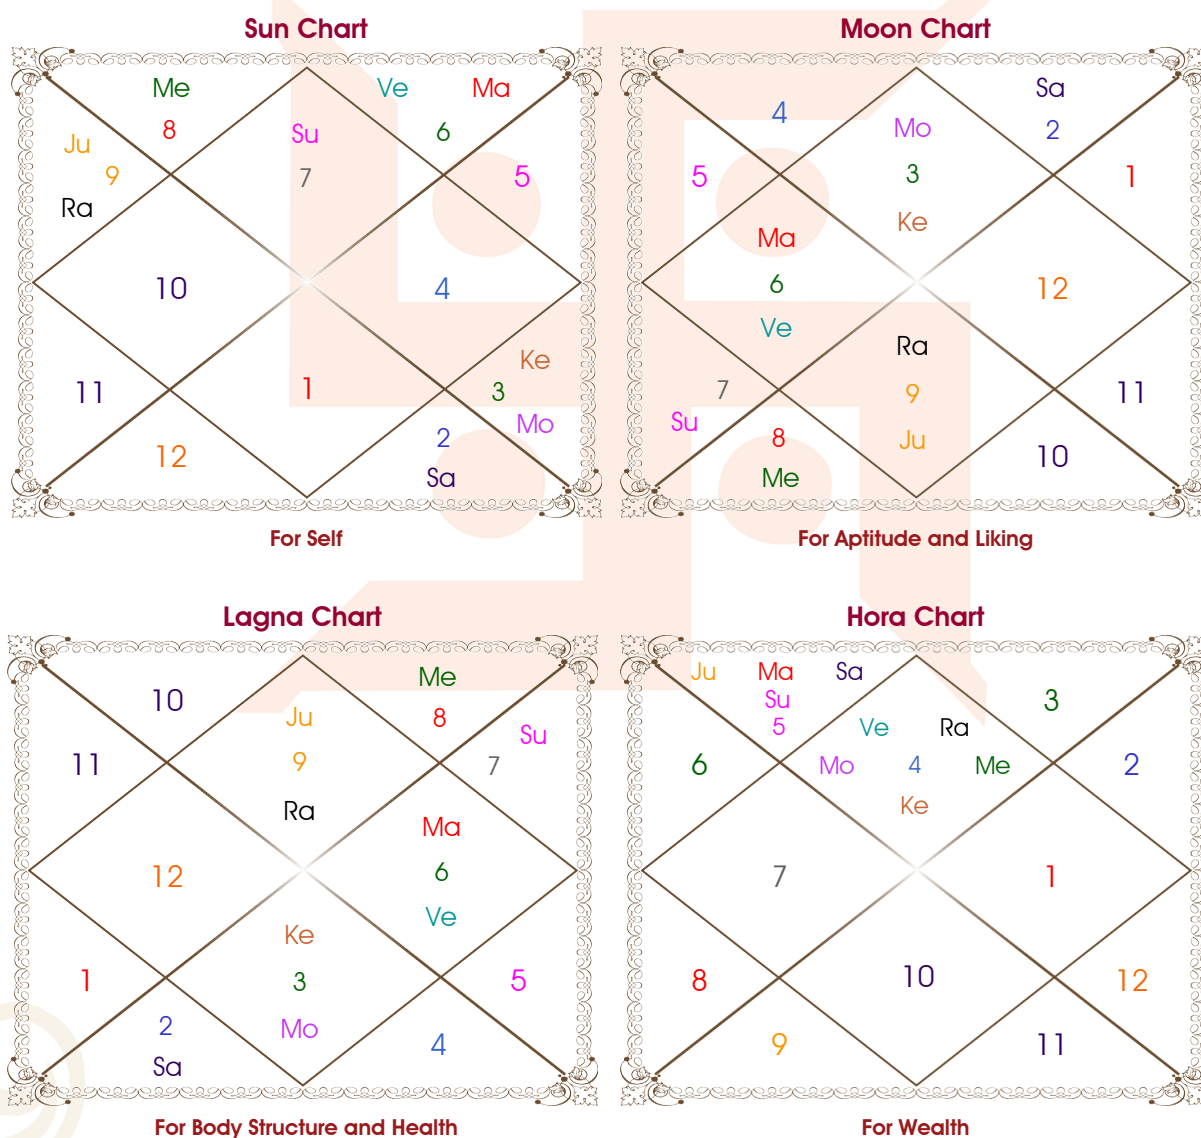 Sun Chart
Me
Ve
Ma
8
Su
6
Ju
9
7
5
Ra
10
4
Ke
11
1
3
Mo
12
2
Sa
For Self
Moon Chart
4
Sa
Mo
2
5
3
1
Ke
Ma
6
12
Ve
Ra
7
9
11
Su
8
Ju
Me
10
For Aptitude and Liking
Lagna Chart
10
Me
Ju
8
Su
11
9
7
Ra
Ma
12
6
Ve
Ke
1
3
5
2
Mo
4
Sa
For Body Structure and Health
Hora Chart
Ju Ma Sa
Su
3
5
Ve Ra
6
Mo 4 Me
2
Ke
7
1
8
10
12
9
11
For Wealth